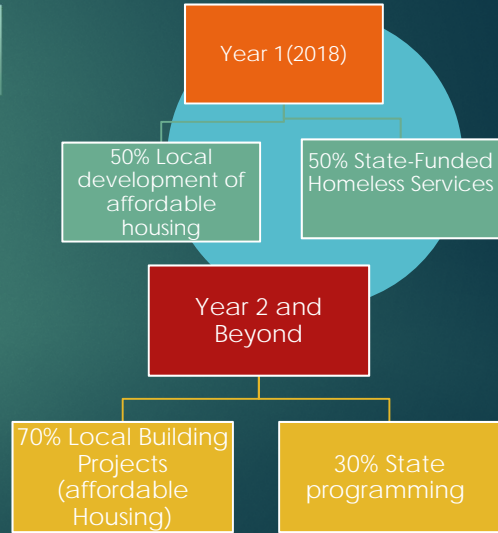 Year 1(2018)
50% Local
development of
affordable
housing
50% State-Funded
Homeless Services
Year 2 and
Beyond
70% Local Building
Projects
(affordable
Housing)
30% State
programming